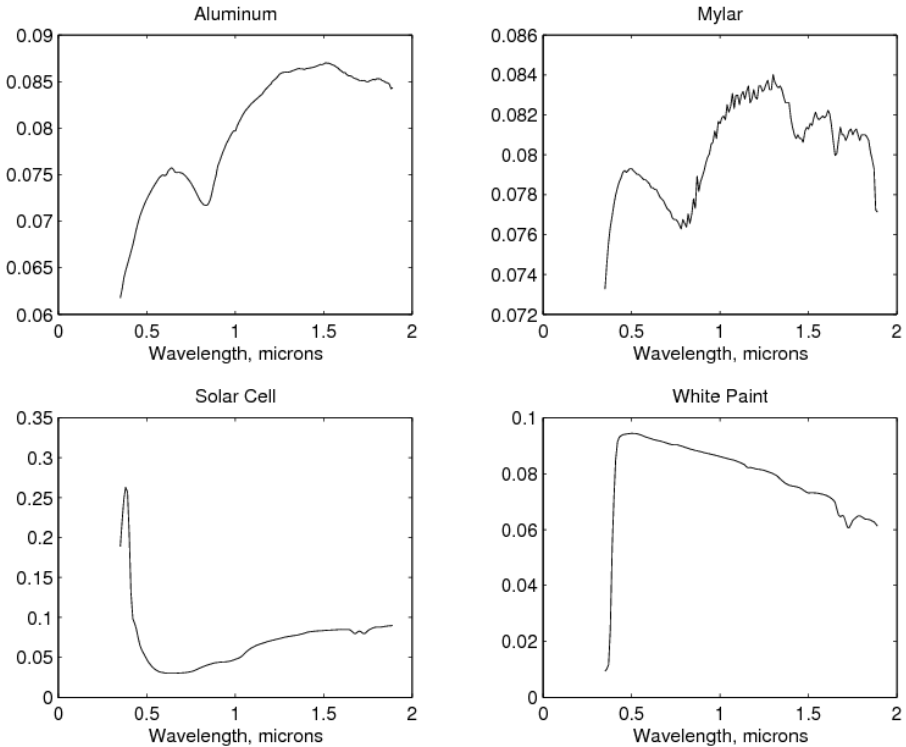 Aluminum
0.09
0.085
0.08
0.075
0.07
0.065
0.06
0 0.5 1 1.5 2
Wavelength, microns
Mylar
0.086
0.084
0.082
0.08
0.078
0.076
0.074
0.072
0 0.5 1 1.5 2
Wavelength, microns
Solar Cell
0.35
0.3
0.25
0.2
0.15
0.1
0.05
0
0 0.5 1 1.5 2
Wavelength, microns
White Paint
0.1
0.08
0.06
0.04
0.02
0
0 0.5 1 1.5 2
Wavelength, microns